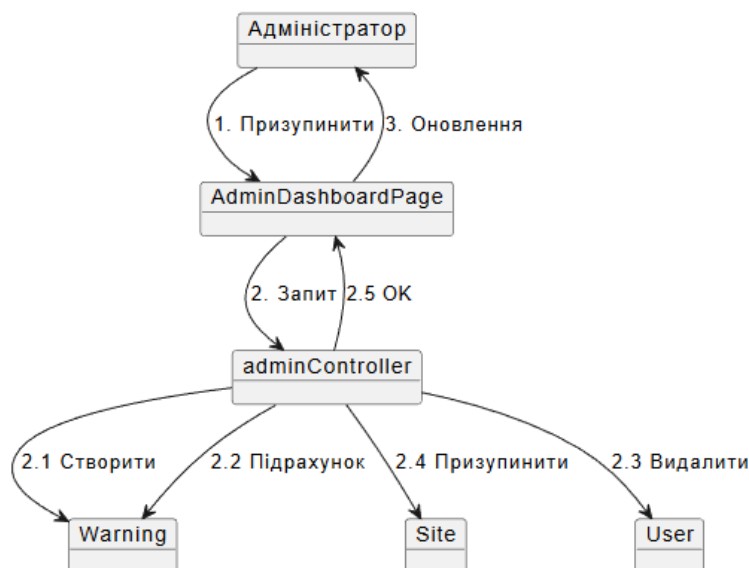 Адміністратор
1. Призупинити
3. Оновлення
AdminDashboardPage
2. Запит
2.5 OK
adminController
2.1 Створити
2.2 Підрахунок
2.4 Призупинити
2.3 Видалити
Warning
Site
User